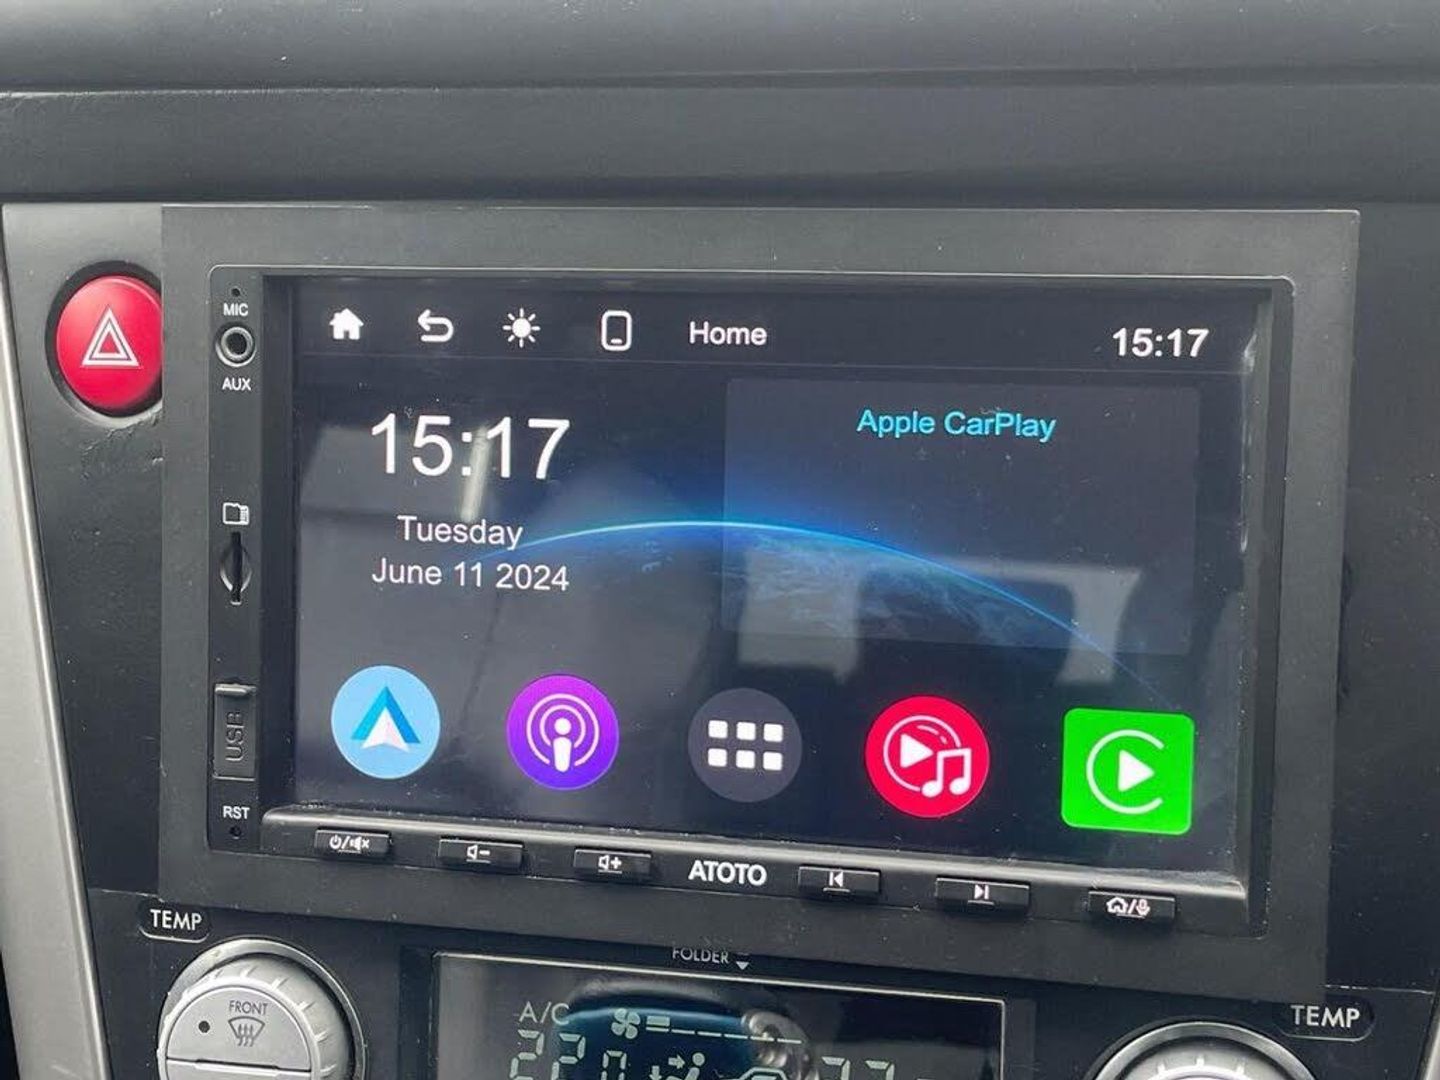 MIC
AUX
Home
15:17
15:17
Apple CarPlay
Tuesday
June 11 2024
USB
RST
ATOTO
TEMP
FOLDER
FRONT
A/C
TEMP